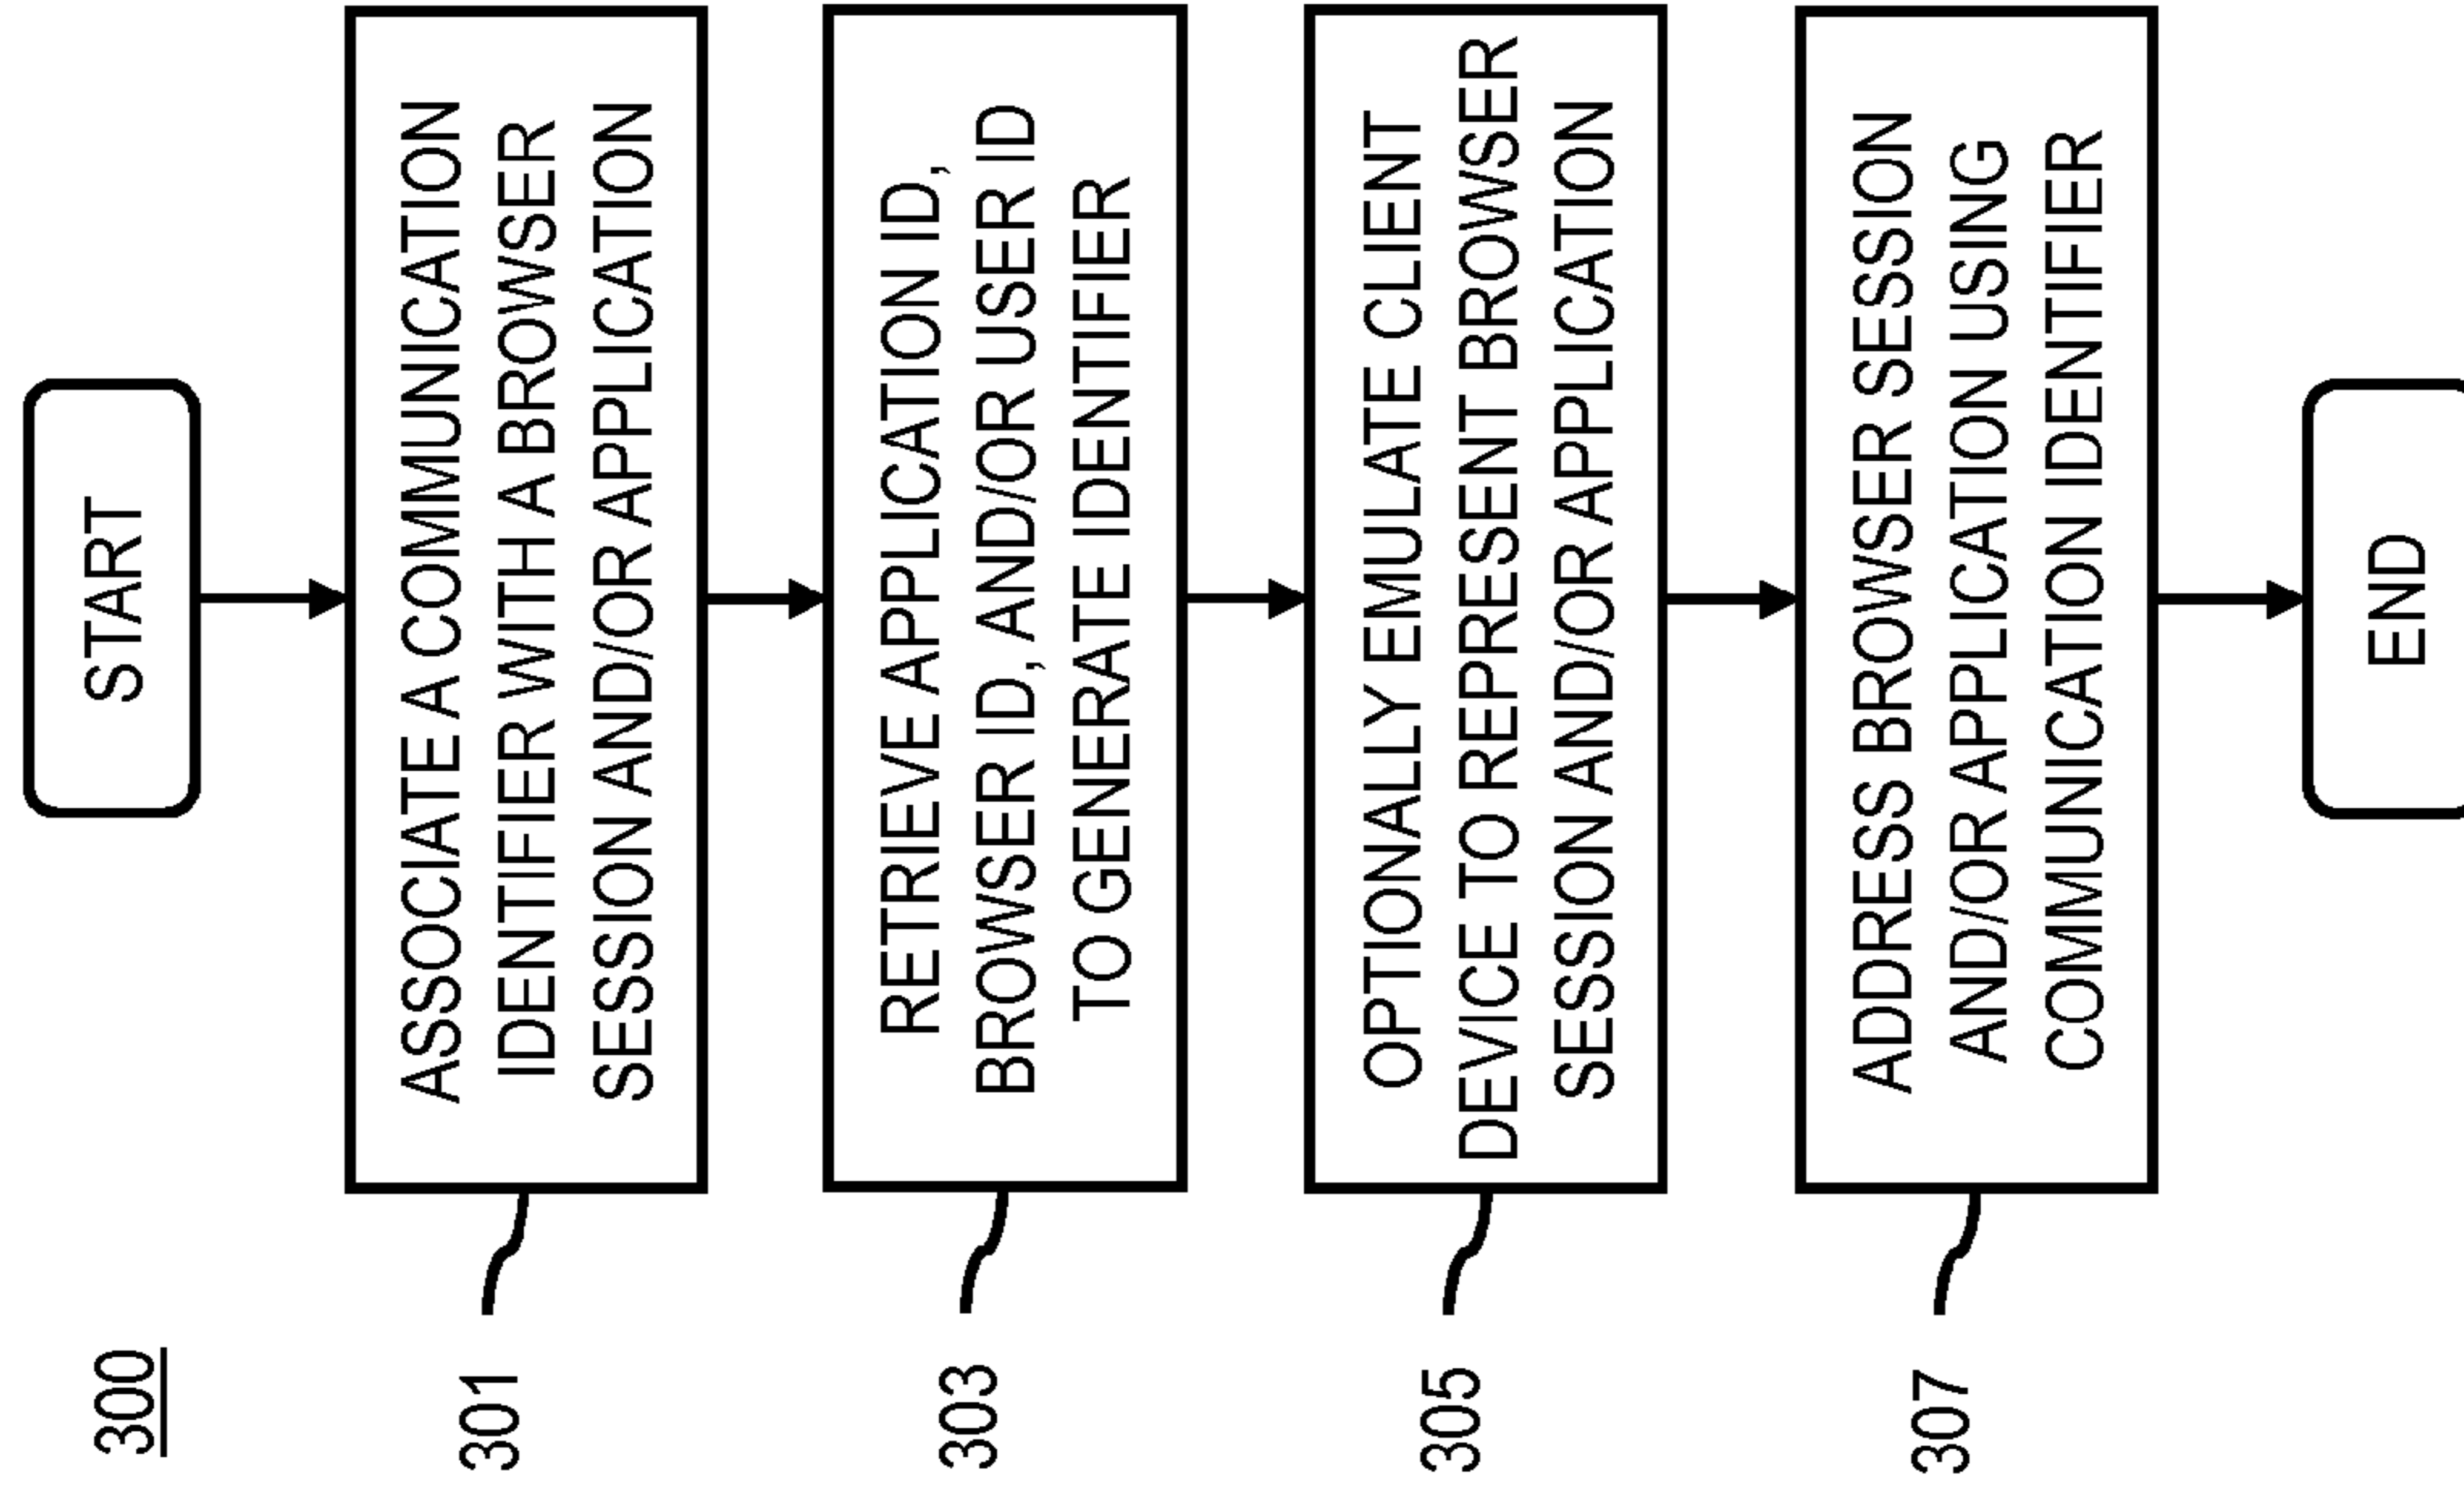 300
START
301
ASSOCIATE A COMMUNICATION
IDENTIFIER WITH A BROWSER
SESSION AND/OR APPLICATION
303
RETRIEVE APPLICATION ID,
BROWSER ID, AND/OR USER ID
TO GENERATE IDENTIFIER
305
OPTIONALLY EMULATE CLIENT
DEVICE TO REPRESENT BROWSER
SESSION AND/OR APPLICATION
307
ADDRESS BROWSER SESSION
AND/OR APPLICATION USING
COMMUNICATION IDENTIFIER
END